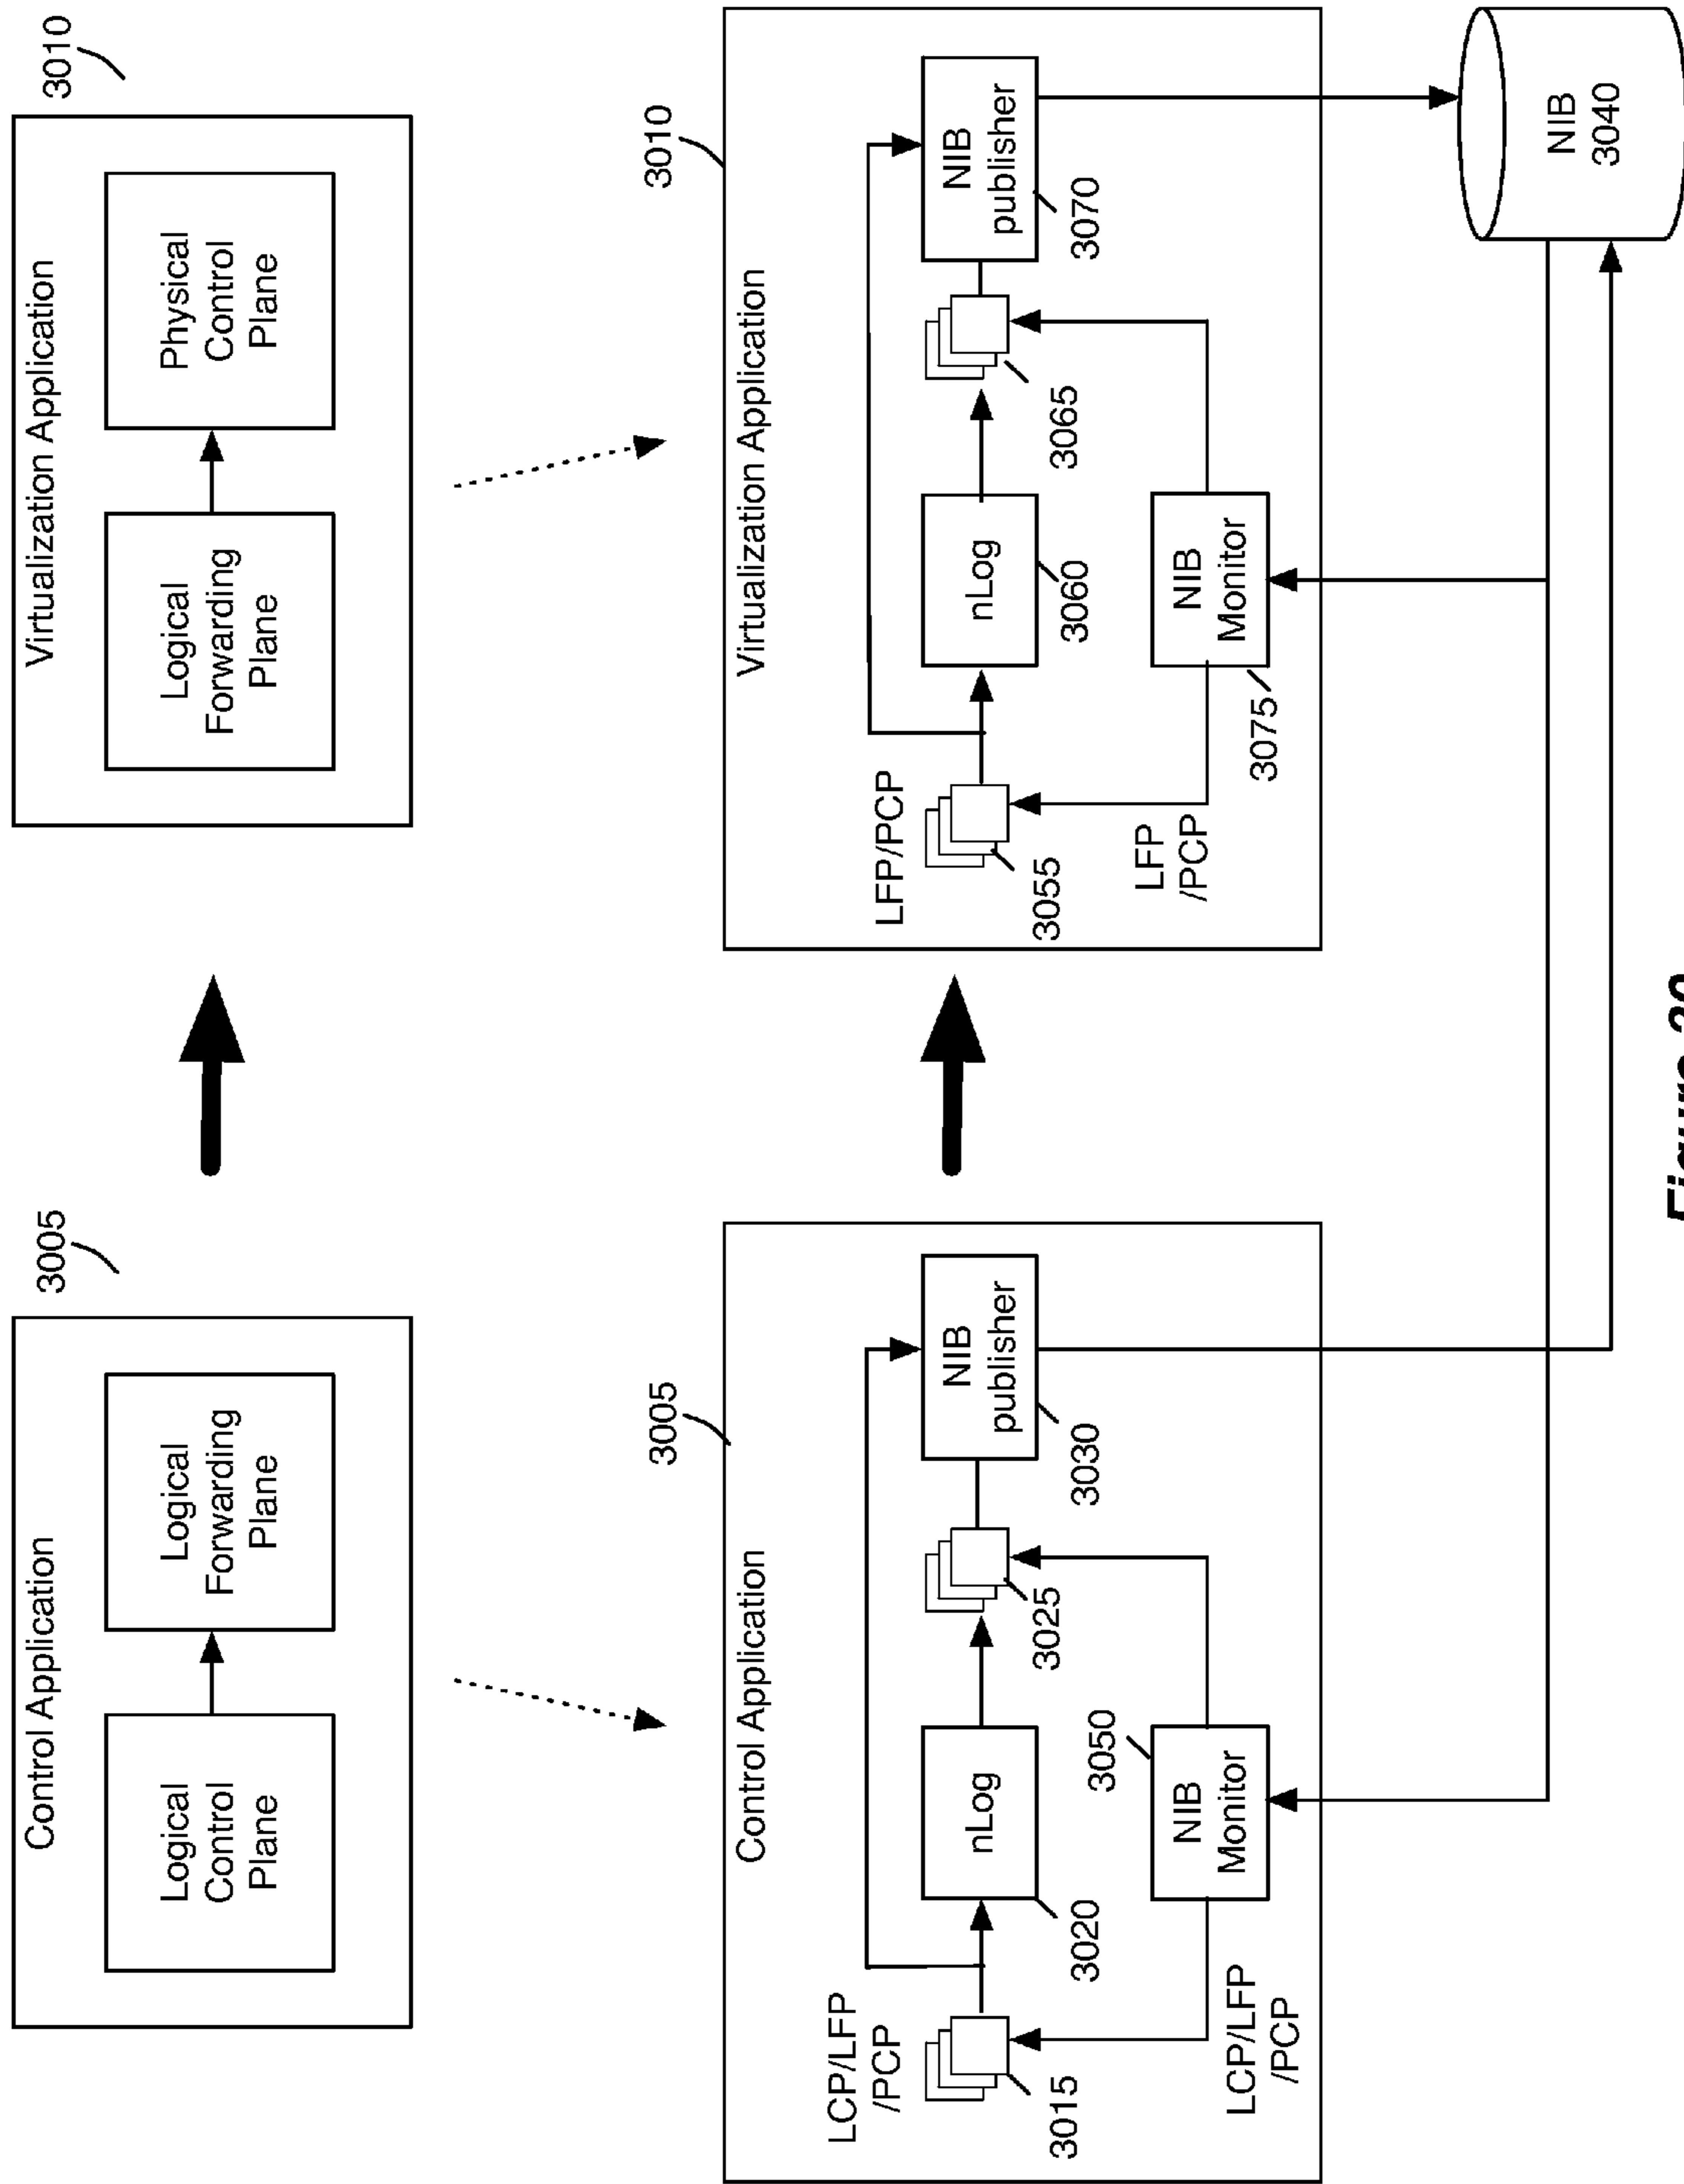 Control Application
3005
Logical
Control
Plane
Logical
Forwarding
Plane
Virtualization Application
3010
Logical
Forwarding
Plane
Physical
Control
Plane
3005
Control Application
LCP/LFP
/PCP
3015
nLog
3020
3025
NIB
publisher
3030
3050
NIB
Monitor
LCP/LFP
/PCP
3010
Virtualization Application
LFP/PCP
3055
nLog
3060
3065
NIB
publisher
3070
LFP
/PCP
NIB
Monitor
3075
NIB
3040
Figure